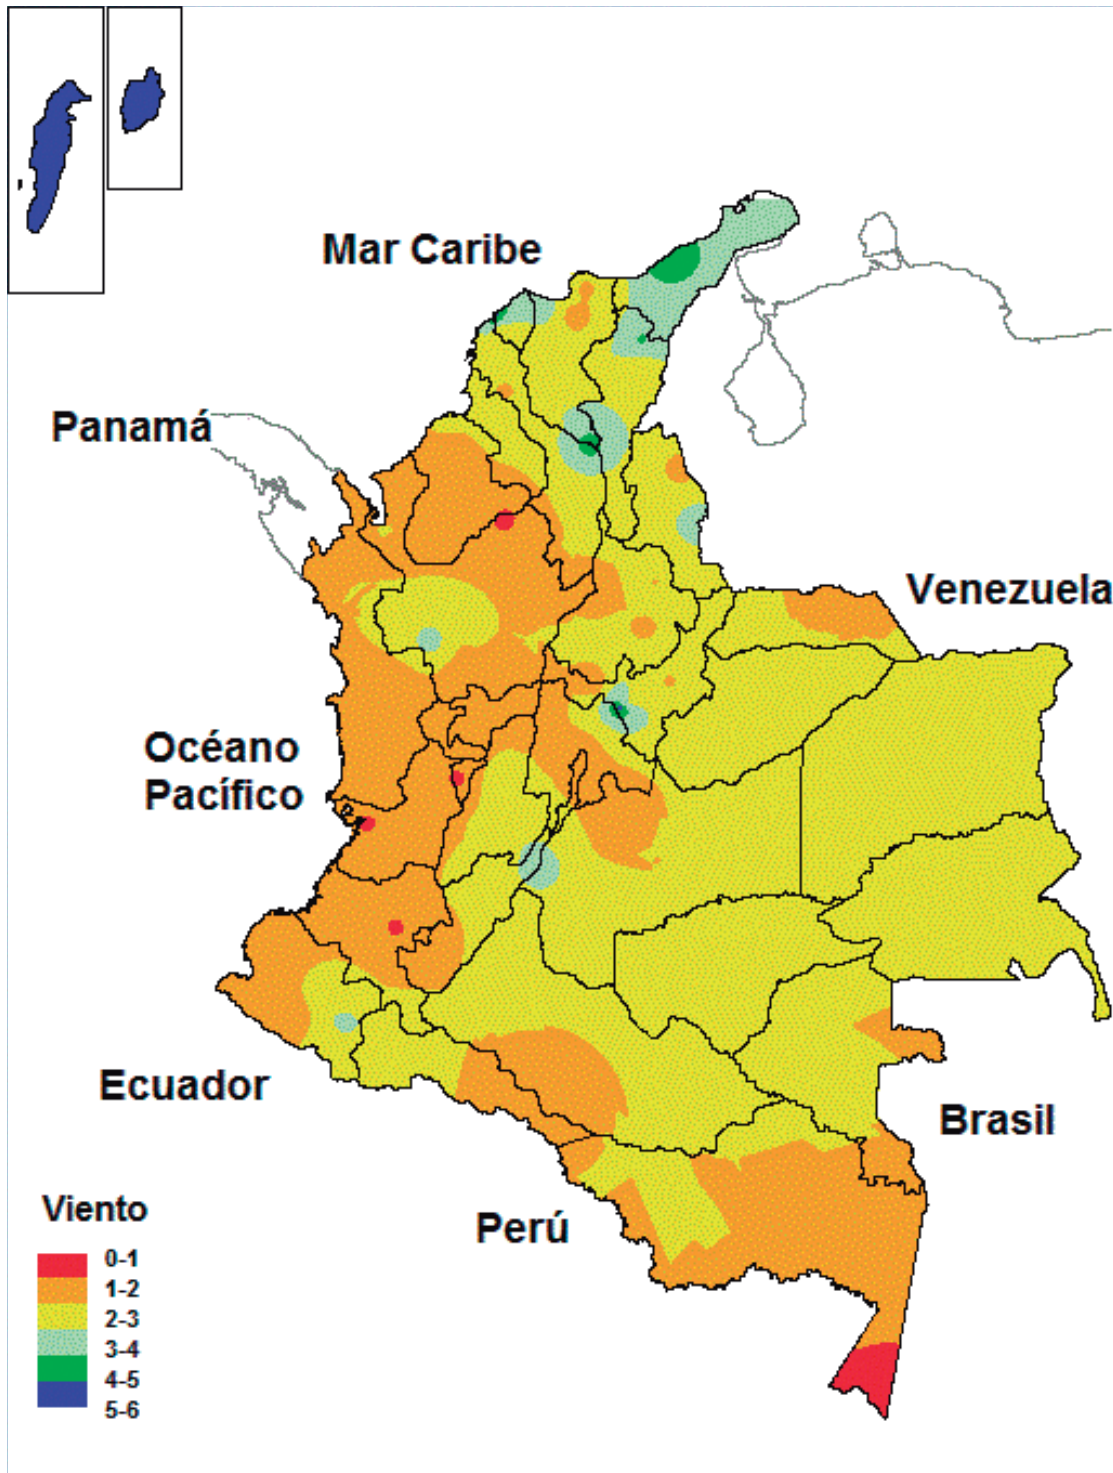 Mar Caribe
Panamá
Venezuela
Océano
Pacífico
Ecuador
Brasil
Perú
Viento
0-1
1-2
2-3
3-4
4-5
5-6